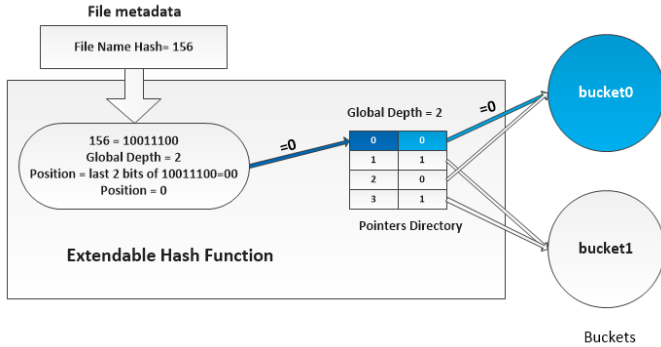 File metadata
File Name Hash= 156
156 = 10011100
Global Depth = 2
Position = last 2 bits of 10011100=00
Position = 0
=0
Global Depth = 2
0 0
1 1
2 0
3 1
Pointers Directory
=0
bucket0
bucket1
Extendable Hash Function
Buckets